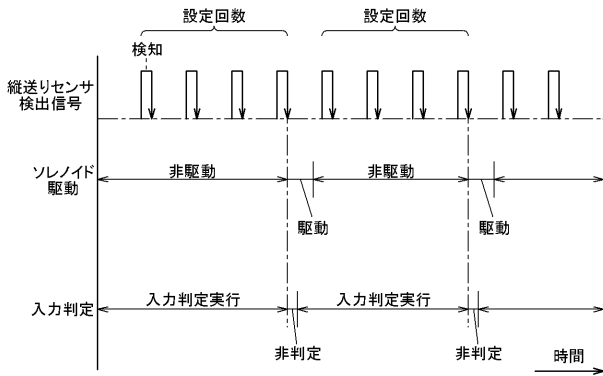 設定回数 設定回数
検知
縦送りセンサ
検出信号
ソレノイド
駆動
非駆動 非駆動
駆動 駆動
入力判定
入力判定実行 入力判定実行
非判定 非判定
時間